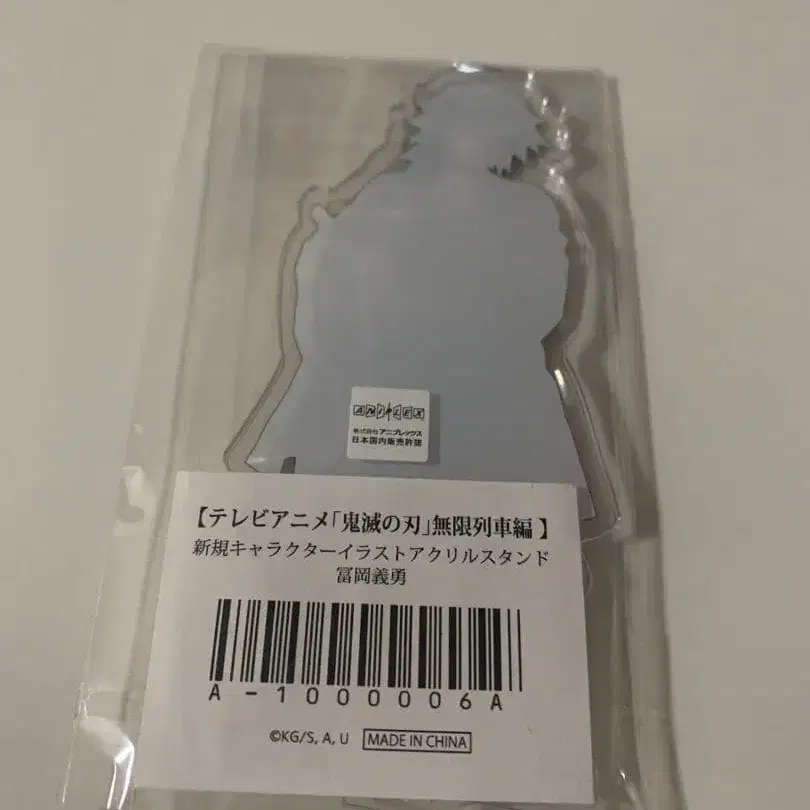 ANIPLEX
株式会社アニプレックス
日本国内販売許諾
【テレビアニメ「鬼滅の刃」無限列車編】
新規キャラクターイラストアクリルスタンド
冨岡義勇
A-1000006A
©KG/S, A, U MADE IN CHINA